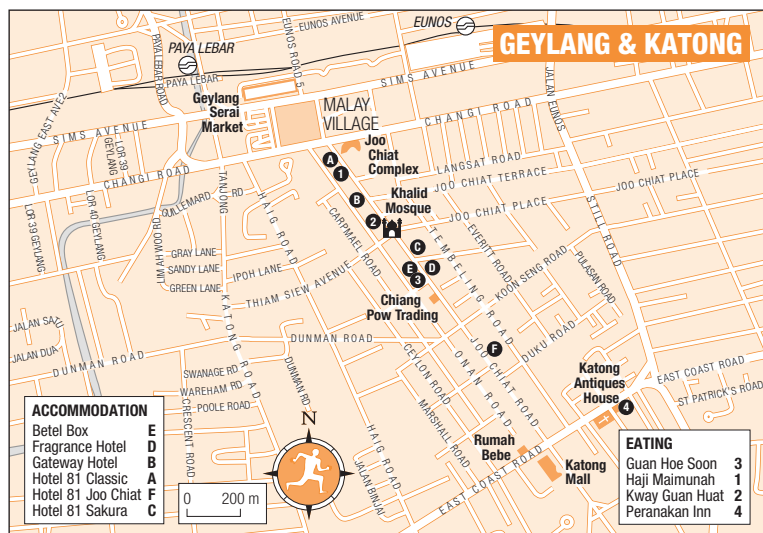 GEYLANG & KATONG
EUNOS
EUNOS AVENUE
EUNOS ROAD 5
PAYA LEBAR
PAYA LEBAR
PAYA LEBAR ROAD
SIMS AVENUE
JALAN EUNOS
Geylang
Serai
Market
MALAY
VILLAGE
CHANGI ROAD
SIMS AVENUE
LOR 39
GEYLANG
CHANGI ROAD
LOR 39 GEYLANG
LOR 40 GEYLANG
GUILLEMARD RD
TANJONG
KATONG ROAD
HAIG ROAD
Joo
Chiat
Complex
A
1
B
2
LANGSAT ROAD
JOO CHIAT TERRACE
JOO CHIAT PLACE
JOO CHIAT PLACE
Khalid
Mosque
STILL ROAD
CARPMAEL ROAD
GRAY LANE
SANDY LANE
GREEN LANE
IPOH LANE
THIAM SIEW AVENUE
C
D
E
3
TEMBELING ROAD
EVERITT ROAD
KOON SENG ROAD
PULASAN ROAD
Chiang
Pow Trading
JALAN SAJU
JALAN DUA
DUNMAN ROAD
DUNMAN ROAD
F
DUKU ROAD
JOO CHIAT ROAD
ONAN ROAD
CEYLON ROAD
MARSHALL ROAD
SWANAGE RD
WAREHAM RD
POOLE ROAD
CRESCENT ROAD
DUNMAN RD
HAIG ROAD
JALAN BINJAI
Katong
Antiques
House
4
EAST COAST ROAD
ST PATRICK'S ROAD
Rumah
Bebe
Katong
Mall
EAST COAST ROAD
ACCOMMODATION
Betel Box E
Fragrance Hotel D
Gateway Hotel B
Hotel 81 Classic A
Hotel 81 Joo Chiat F
Hotel 81 Sakura C
N
0 200 m
EATING
Guan Hoe Soon 3
Haji Maimunah 1
Kway Guan Huat 2
Peranakan Inn 4